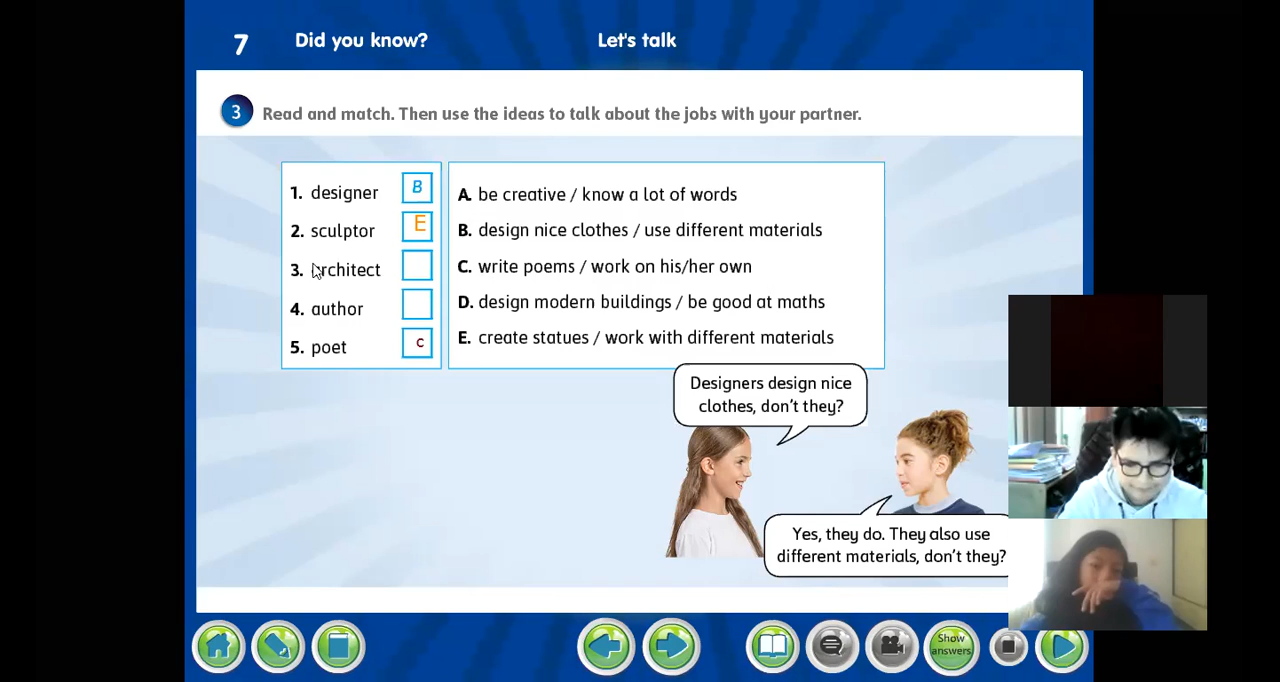 7 Did you know? Let's talk
3 Read and match. Then use the ideas to talk about the jobs with your partner.
1. designer B
2. sculptor E
3. architect
4. author
5. poet c
A. be creative / know a lot of words
B. design nice clothes / use different materials
C. write poems / work on his/her own
D. design modern buildings / be good at maths
E. create statues / work with different materials
Designers design nice
clothes, don't they?
Yes, they do. They also use
different materials, don't they?
Show
answers